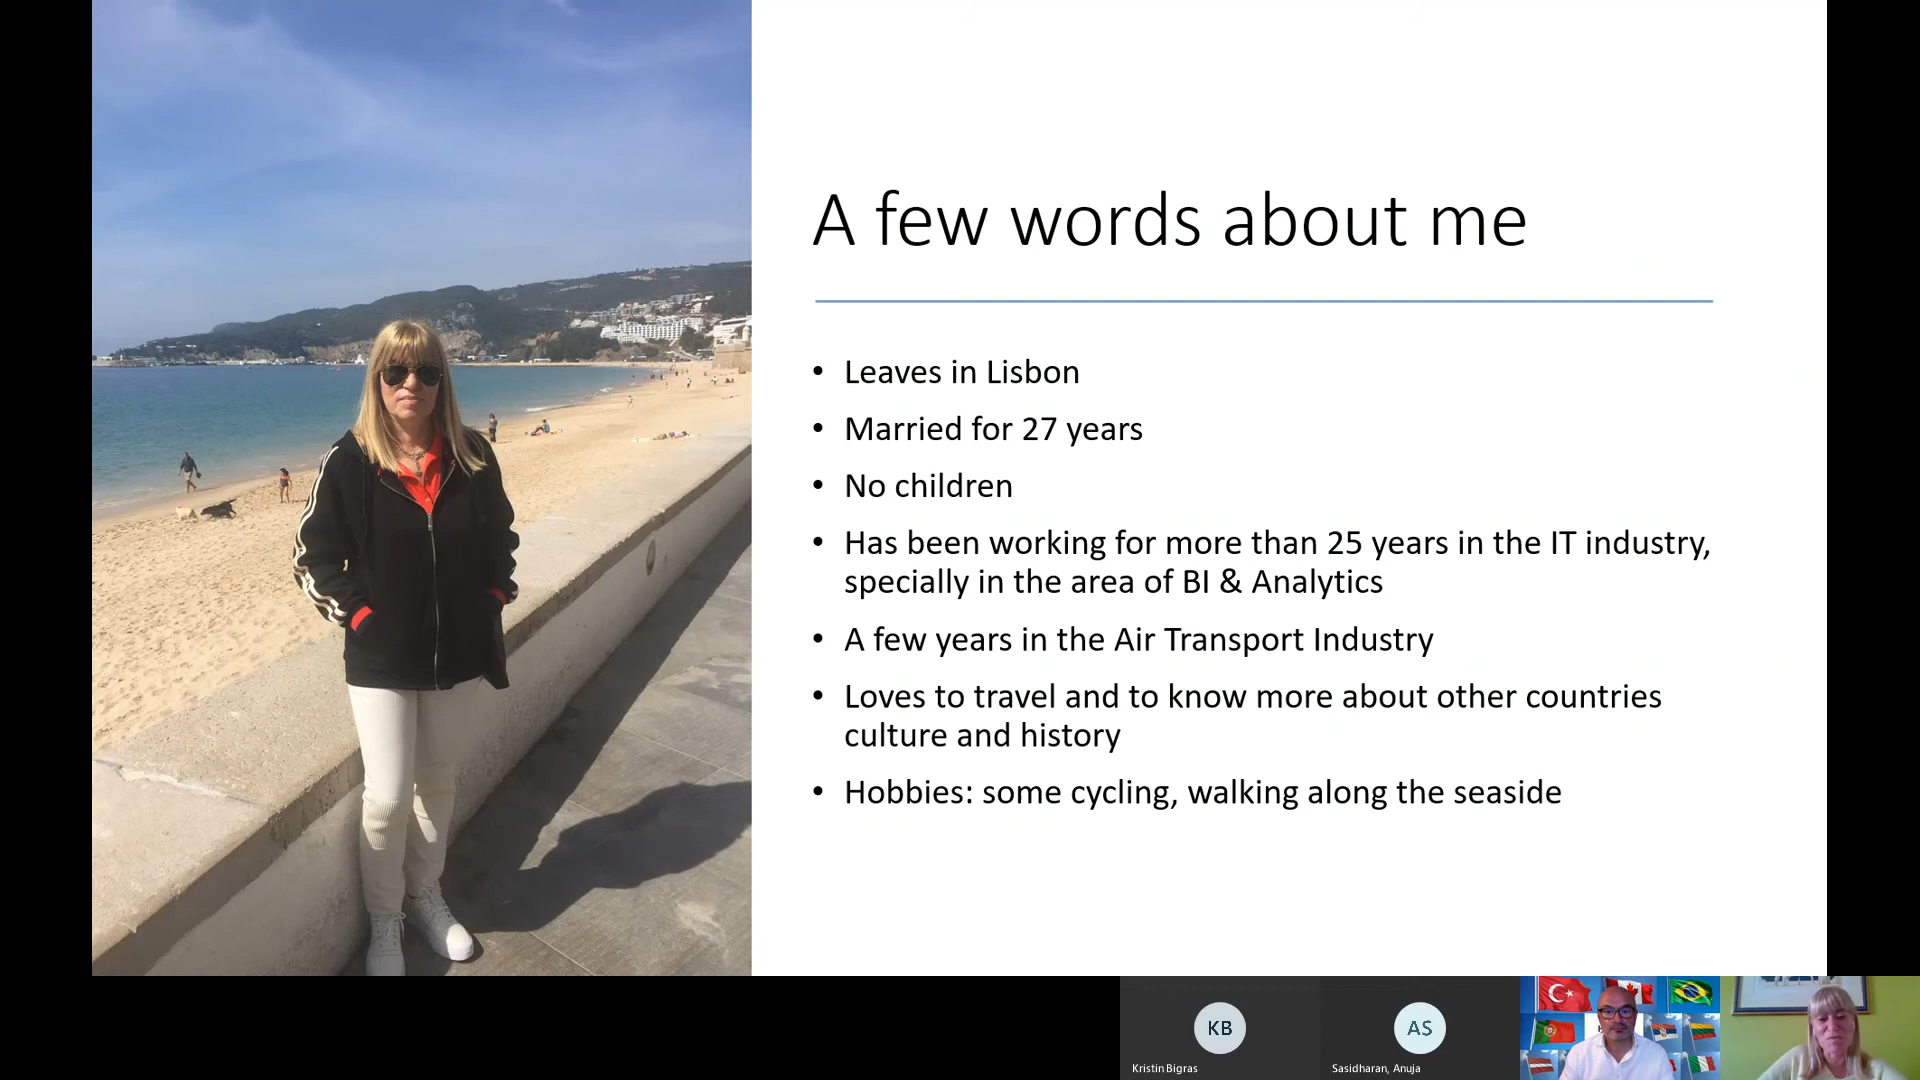 A few words about me
• Leaves in Lisbon
• Married for 27 years
• No children
• Has been working for more than 25 years in the IT industry,
specially in the area of BI & Analytics
• A few years in the Air Transport Industry
• Loves to travel and to know more about other countries
culture and history
• Hobbies: some cycling, walking along the seaside
KB
AS
Kristin Bigras
Sasidharan, Anuja